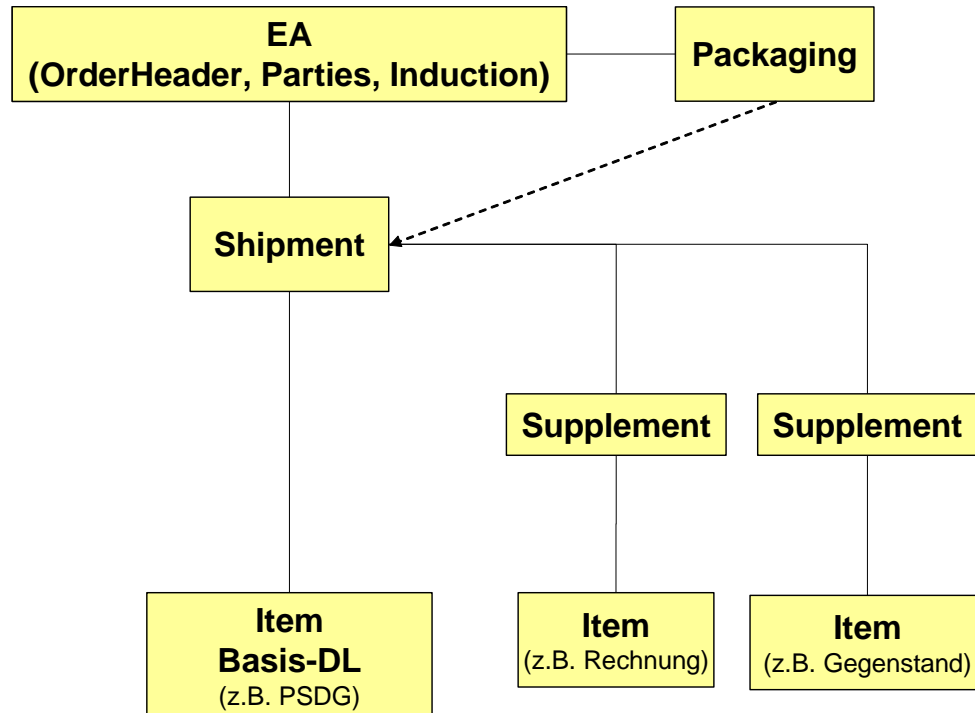 EA
(OrderHeader, Parties, Induction)
Packaging
Shipment
Supplement
Supplement
Item
Basis-DL
(z.B. PSDG)
Item
(z.B. Rechnung)
Item
(z.B. Gegenstand)